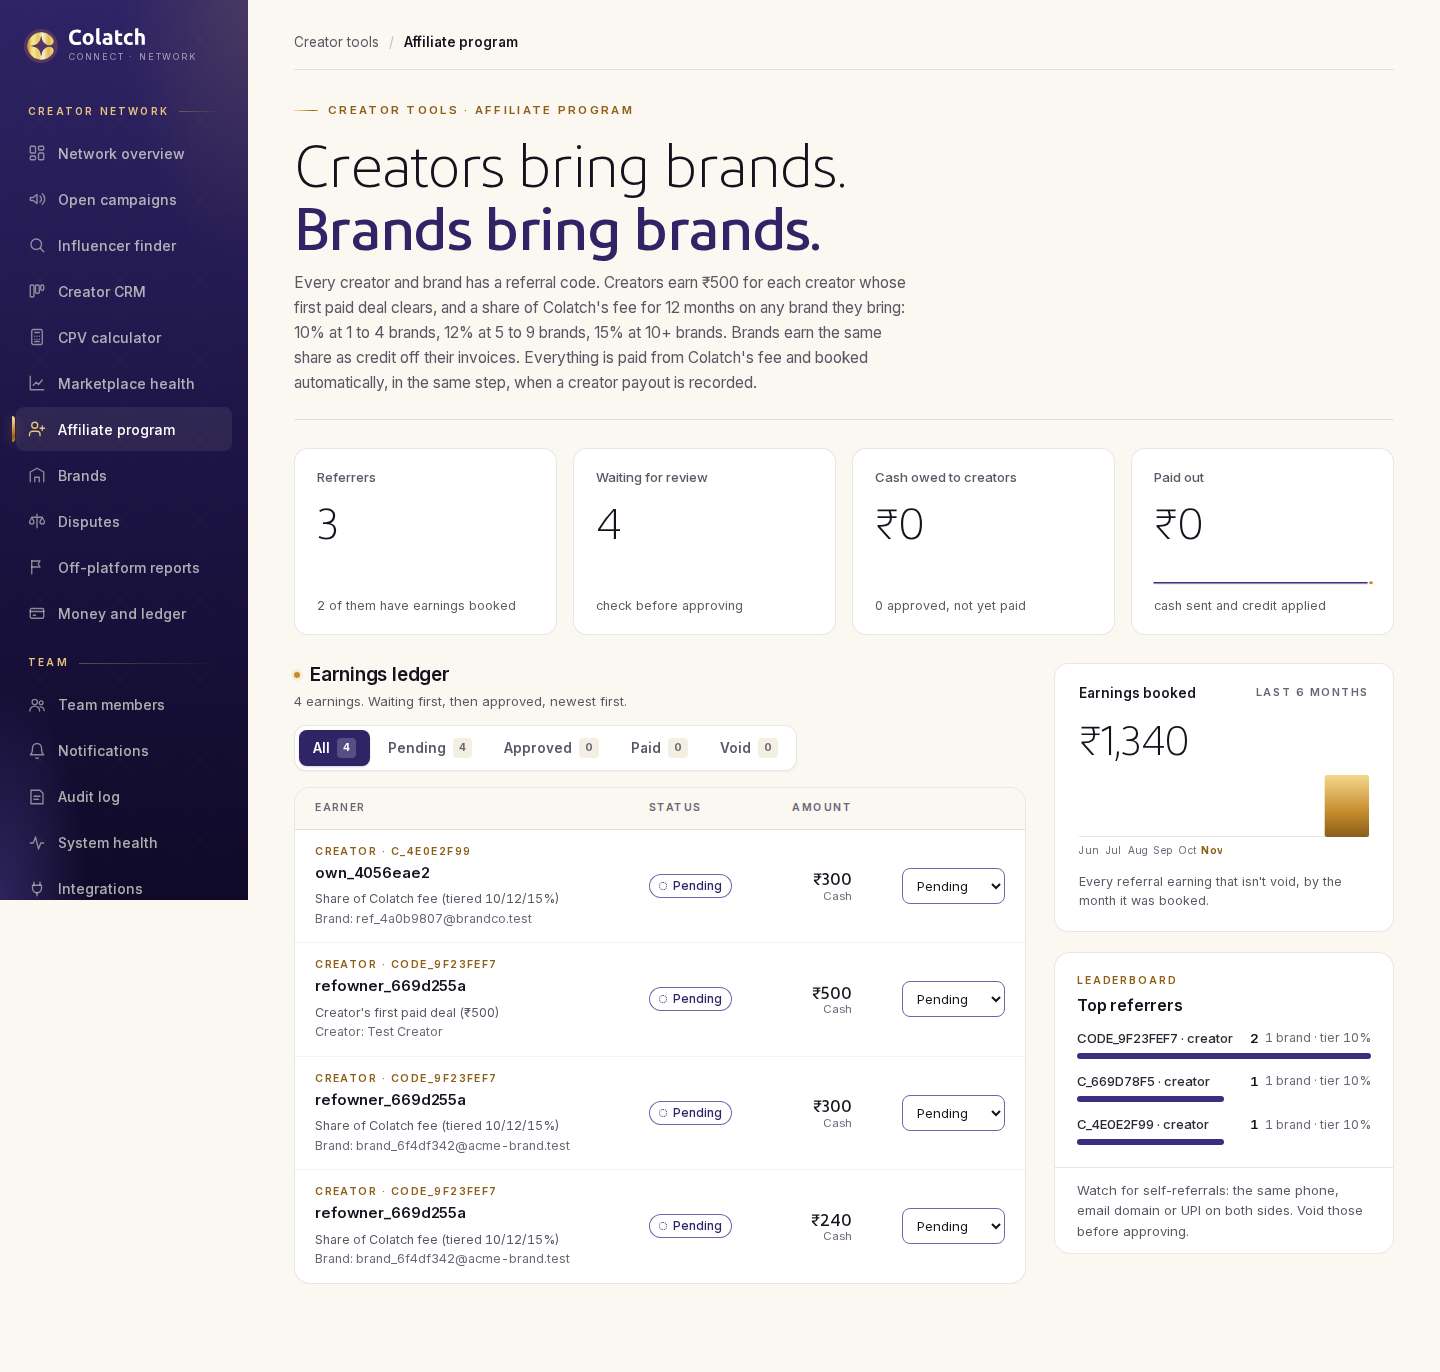 Colatch
CONNECT · NETWORK
CREATOR NETWORK
Network overview
Open campaigns
Influencer finder
Creator CRM
CPV calculator
Marketplace health
Affiliate program
Brands
Disputes
Off-platform reports
Money and ledger
TEAM
Team members
Notifications
Audit log
System health
Integrations
Creator tools / Affiliate program
CREATOR TOOLS · AFFILIATE PROGRAM
Creators bring brands.
Brands bring brands.
Every creator and brand has a referral code. Creators earn ₹500 for each creator whose
first paid deal clears, and a share of Colatch's fee for 12 months on any brand they bring:
10% at 1 to 4 brands, 12% at 5 to 9 brands, 15% at 10+ brands. Brands earn the same
share as credit off their invoices. Everything is paid from Colatch's fee and booked
automatically, in the same step, when a creator payout is recorded.
Referrers
3
2 of them have earnings booked
Waiting for review
4
check before approving
Cash owed to creators
₹0
0 approved, not yet paid
Paid out
₹0
cash sent and credit applied
Earnings ledger
4 earnings. Waiting first, then approved, newest first.
All 4 Pending 4 Approved 0 Paid 0 Void 0
EARNER STATUS AMOUNT
CREATOR · C_4E0E2F99
own_4056eae2
Share of Colatch fee (tiered 10/12/15%)
Brand: ref_4a0b9807@brandco.test
Pending
₹300
Cash
Pending
CREATOR · CODE_9F23FEF7
refowner_669d255a
Creator's first paid deal (₹500)
Creator: Test Creator
Pending
₹500
Cash
Pending
CREATOR · CODE_9F23FEF7
refowner_669d255a
Share of Colatch fee (tiered 10/12/15%)
Brand: brand_6f4df342@acme-brand.test
Pending
₹300
Cash
Pending
CREATOR · CODE_9F23FEF7
refowner_669d255a
Share of Colatch fee (tiered 10/12/15%)
Brand: brand_6f4df342@acme-brand.test
Pending
₹240
Cash
Pending
Earnings booked LAST 6 MONTHS
₹1,340
Jun Jul Aug Sep Oct Nov
Every referral earning that isn't void, by the
month it was booked.
LEADERBOARD
Top referrers
CODE_9F23FEF7 · creator 2 1 brand · tier 10%
C_669D78F5 · creator 1 1 brand · tier 10%
C_4E0E2F99 · creator 1 1 brand · tier 10%
Watch for self-referrals: the same phone,
email domain or UPI on both sides. Void those
before approving.